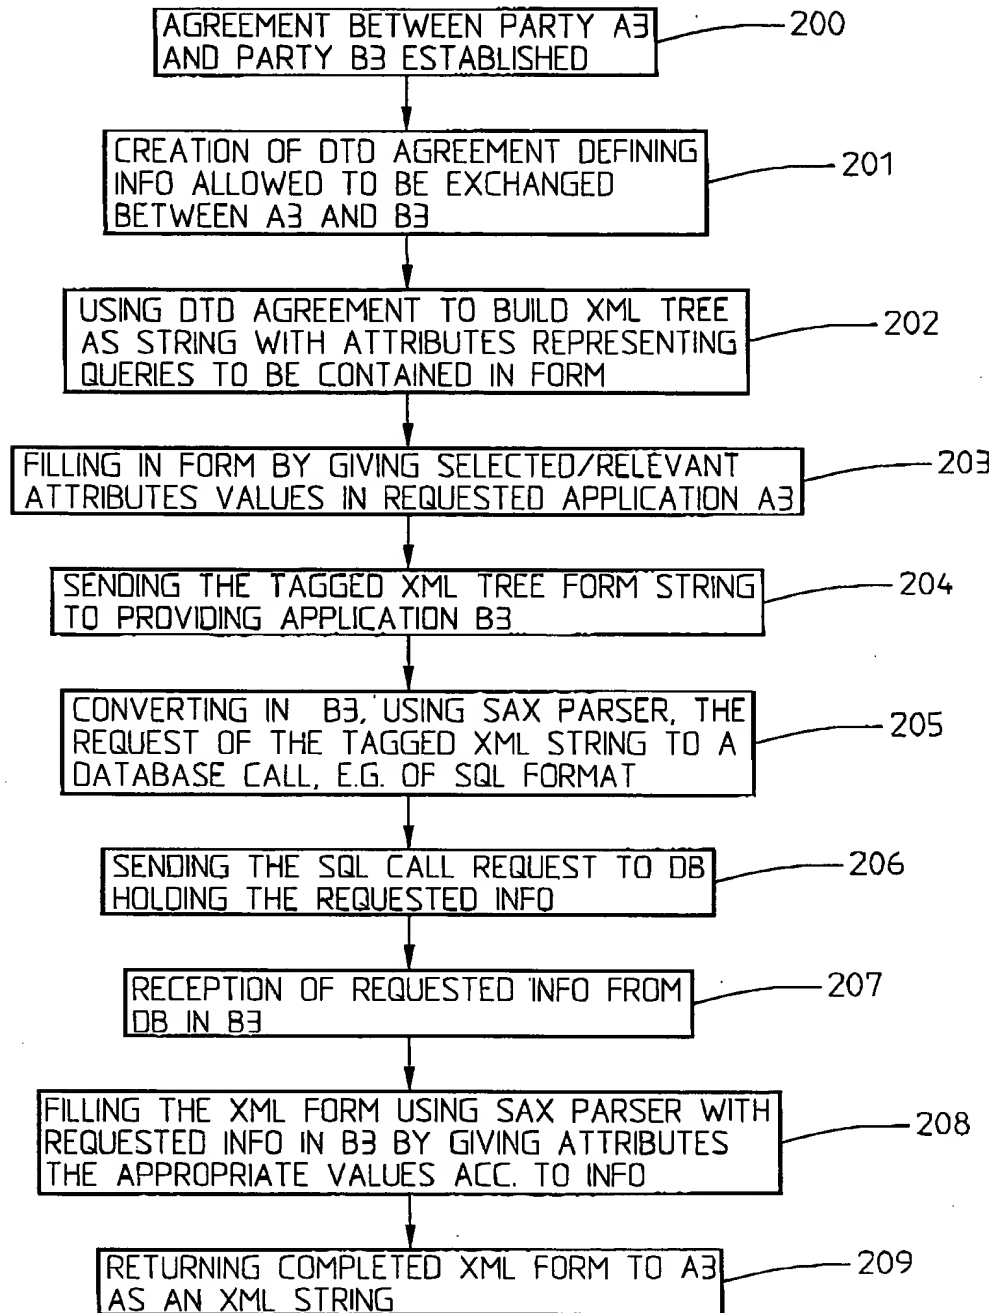 AGREEMENT BETWEEN PARTY A3
AND PARTY B3 ESTABLISHED
200
CREATION OF DTD AGREEMENT DEFINING
INFO ALLOWED TO BE EXCHANGED
BETWEEN A3 AND B3
201
USING DTD AGREEMENT TO BUILD XML TREE
AS STRING WITH ATTRIBUTES REPRESENTING
QUERIES TO BE CONTAINED IN FORM
202
FILLING IN FORM BY GIVING SELECTED/RELEVANT
ATTRIBUTES VALUES IN REQUESTED APPLICATION A3
203
SENDING THE TAGGED XML TREE FORM STRING
TO PROVIDING APPLICATION B3
204
CONVERTING IN B3, USING SAX PARSER, THE
REQUEST OF THE TAGGED XML STRING TO A
DATABASE CALL, E.G. OF SQL FORMAT
205
SENDING THE SQL CALL REQUEST TO DB
HOLDING THE REQUESTED INFO
206
RECEPTION OF REQUESTED INFO FROM
DB IN B3
207
FILLING THE XML FORM USING SAX PARSER WITH
REQUESTED INFO IN B3 BY GIVING ATTRIBUTES
THE APPROPRIATE VALUES ACC. TO INFO
208
RETURNING COMPLETED XML FORM TO A3
AS AN XML STRING
209